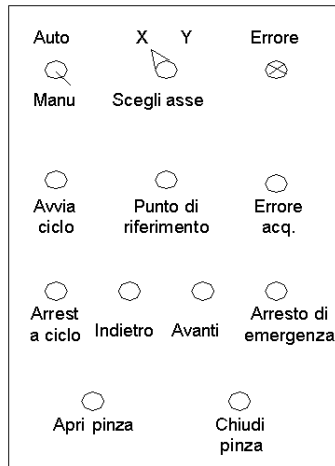 Auto X Y Errore
Manu Scegli asse
Avvia
ciclo
Punto di
riferimento
Errore
acq.
Arrest
a ciclo
Indietro
Avanti
Arresto di
emergenza
Apri pinza
Chiudi
pinza